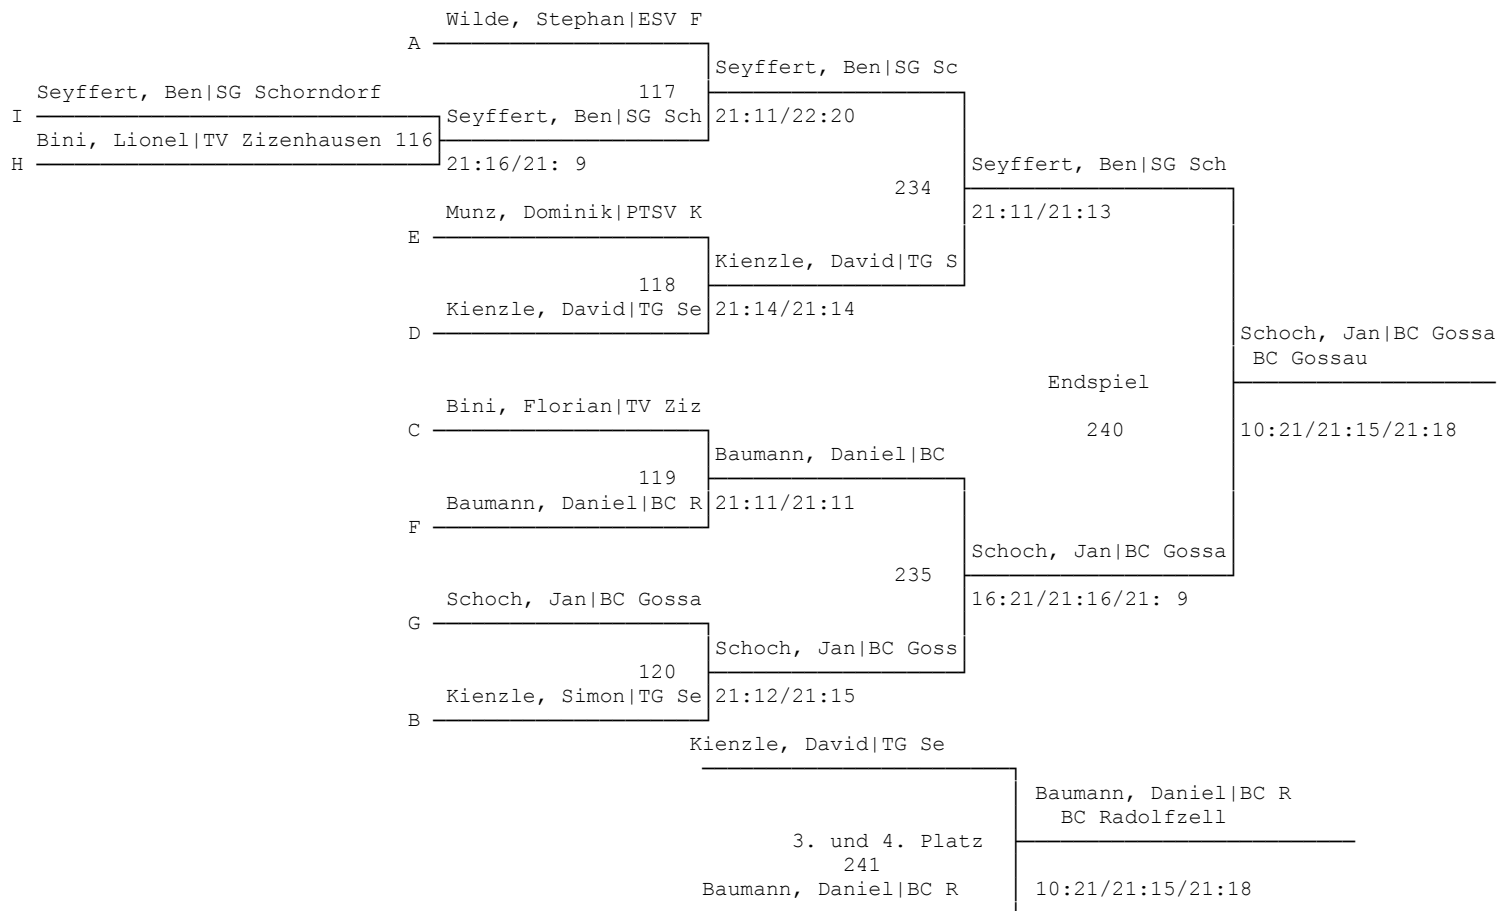 Wilde, Stephan|ESV F
A
Seyffert, Ben|SG Sc
Seyffert, Ben|SG Schorndorf
117
I
Seyffert, Ben|SG Sch
21:11/22:20
Bini, Lionel|TV Zizenhausen 116
H
21:16/21: 9
Seyffert, Ben|SG Sch
234
Munz, Dominik|PTSV K
21:11/21:13
E
Kienzle, David|TG S
118
Kienzle, David|TG Se
21:14/21:14
D
Schoch, Jan|BC Gossa
BC Gossau
Endspiel
Bini, Florian|TV Ziz
C
240
10:21/21:15/21:18
Baumann, Daniel|BC
119
Baumann, Daniel|BC R
21:11/21:11
F
Schoch, Jan|BC Gossa
235
Schoch, Jan|BC Gossa
16:21/21:16/21: 9
G
Schoch, Jan|BC Goss
120
Kienzle, Simon|TG Se
21:12/21:15
B
Kienzle, David|TG Se
Baumann, Daniel|BC R
BC Radolfzell
3. und 4. Platz
241
Baumann, Daniel|BC R
10:21/21:15/21:18